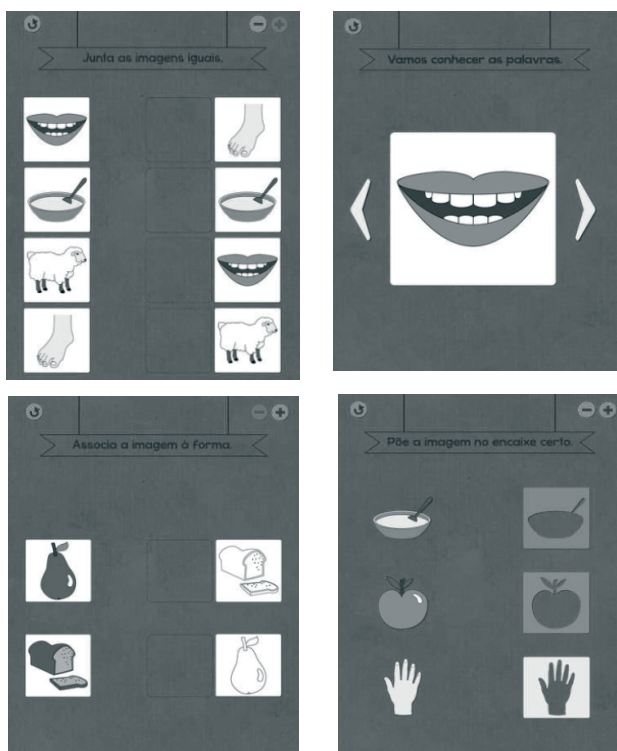 Junta as imagens iguais.
Vamos conhecer as palavras.
Associa a imagem à forma.
Põe a imagem no encaixe certo.